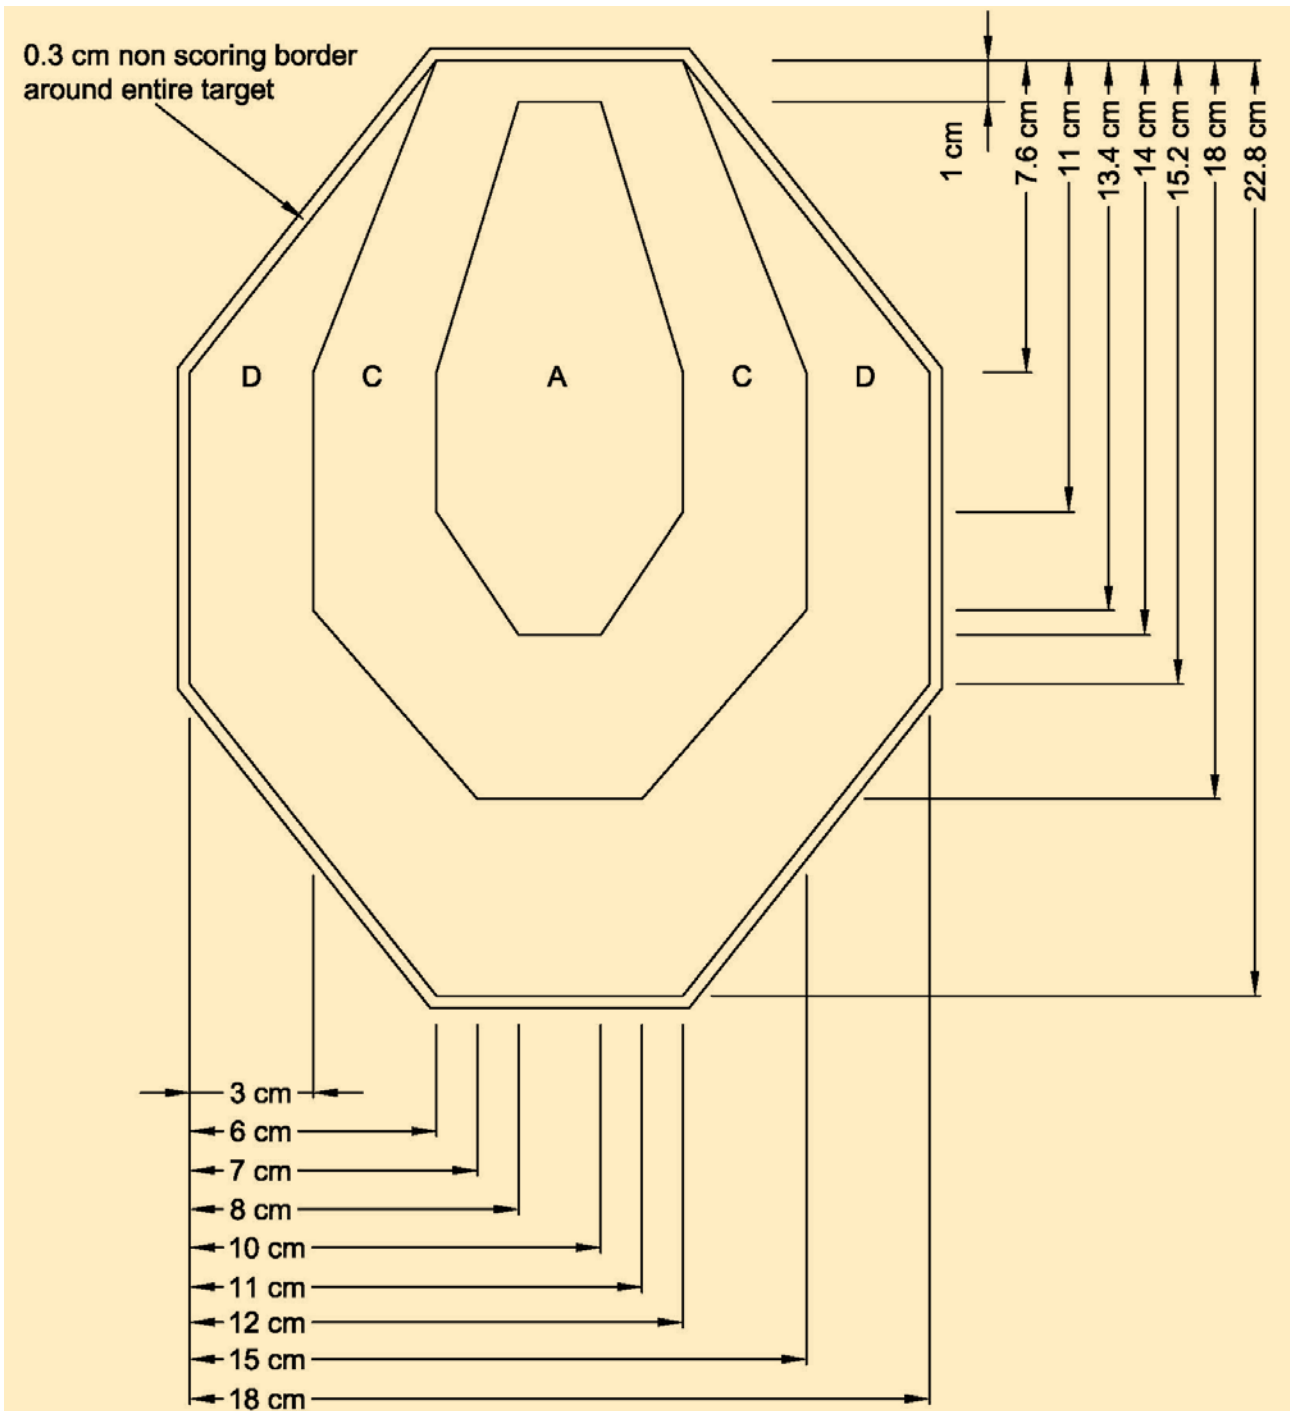 0.3 cm non scoring border
around entire target
1 cm
7.6 cm
11 cm
13.4 cm
14 cm
15.2 cm
18 cm
22.8 cm
D
C
A
C
D
3 cm
6 cm
7 cm
8 cm
10 cm
11 cm
12 cm
15 cm
18 cm